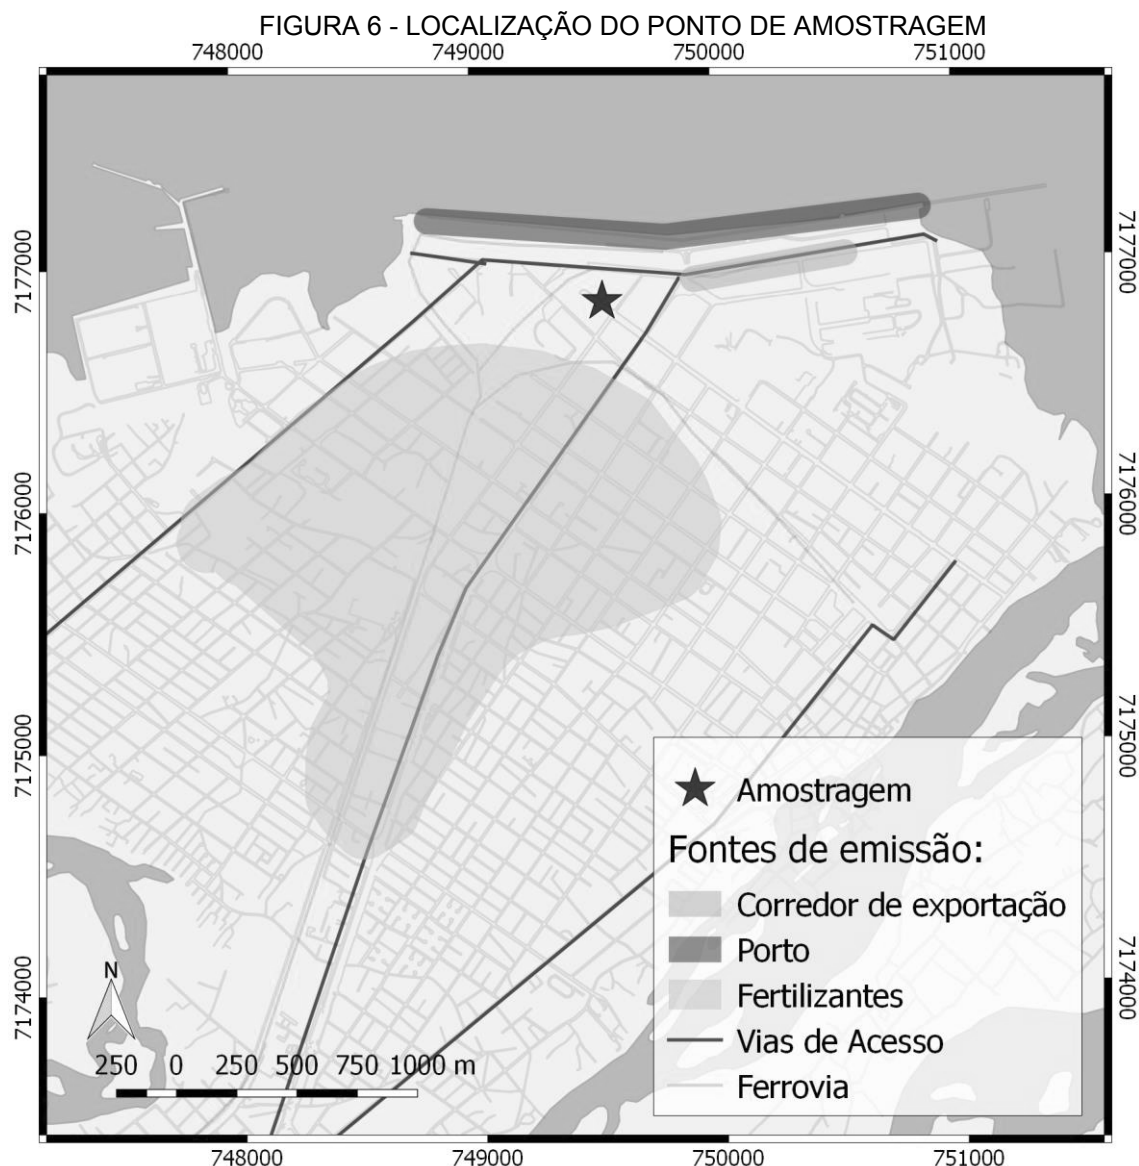 FIGURA 6 - LOCALIZAÇÃO DO PONTO DE AMOSTRAGEM
748000 749000 750000 751000
7177000 7177000
7176000 7176000
7175000 7175000
Amostragem
Fontes de emissão:
Corredor de exportação
Porto
Fertilizantes
7174000 7174000
Vias de Acesso
Ferrovia
N
250 0 250 500 750 1000 m
748000 749000 750000 751000